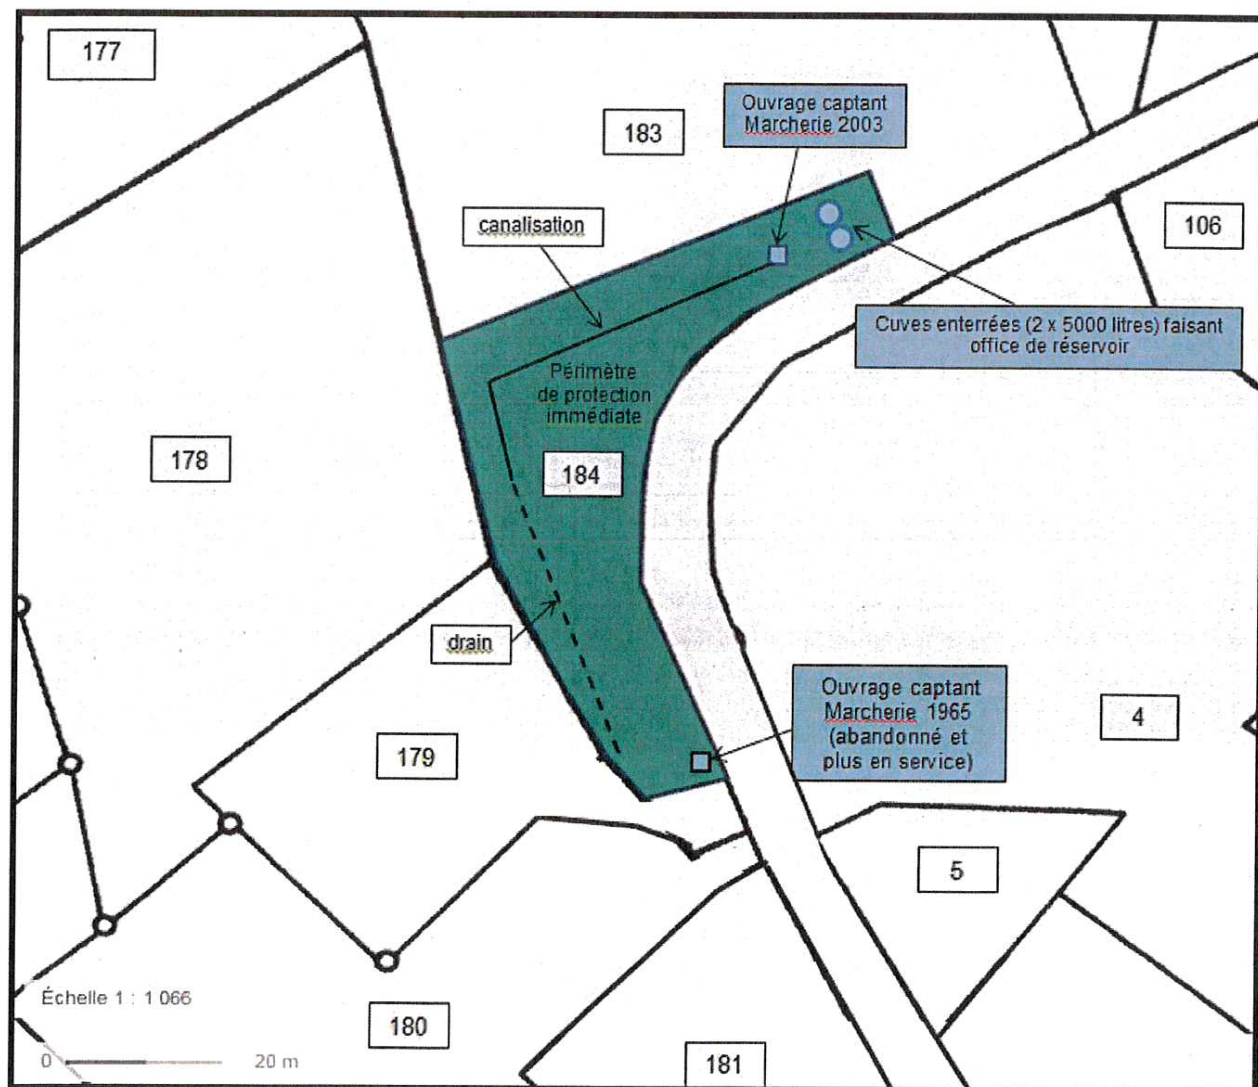 177
Ouvrage captant
Marcherie 2003
183
canalisation
106
Cuves enterrées (2 x 5000 litres) faisant
office de réservoir
Périmètre
de protection
immédiate
178
184
drain
Ouvrage captant
Marcherie 1965
(abandonné et
plus en service)
4
179
5
Échelle 1 : 1 066
180
0 20 m
181